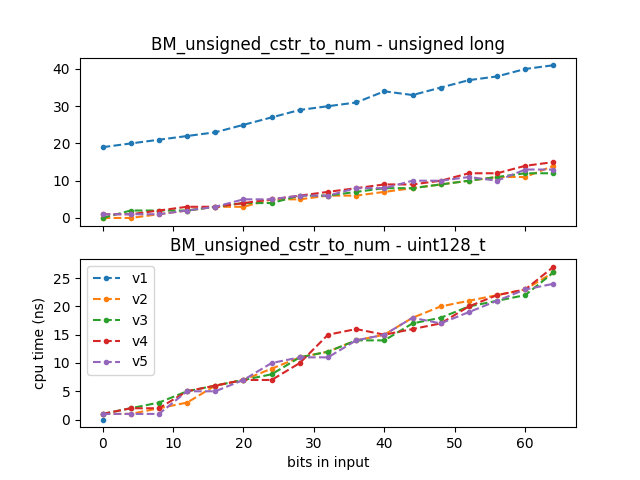 BM_unsigned_cstr_to_num - unsigned long
40
30
20
10
0
BM_unsigned_cstr_to_num - uint128_t
cpu time (ns)
25
20
15
10
5
0
v1
v2
v3
v4
v5
0 10 20 30 40 50 60
bits in input